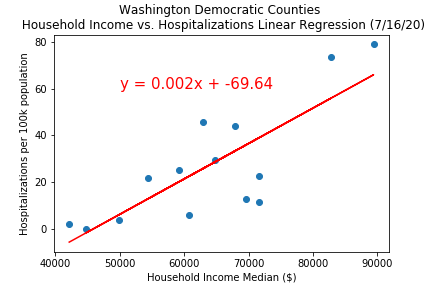 Washington Democratic Counties
Household Income vs. Hospitalizations Linear Regression (7/16/20)
80
60
40
20
0
Hospitalizations per 100k population
y = 0.002x + -69.64
40000 50000 60000 70000 80000 90000
Household Income Median ($)